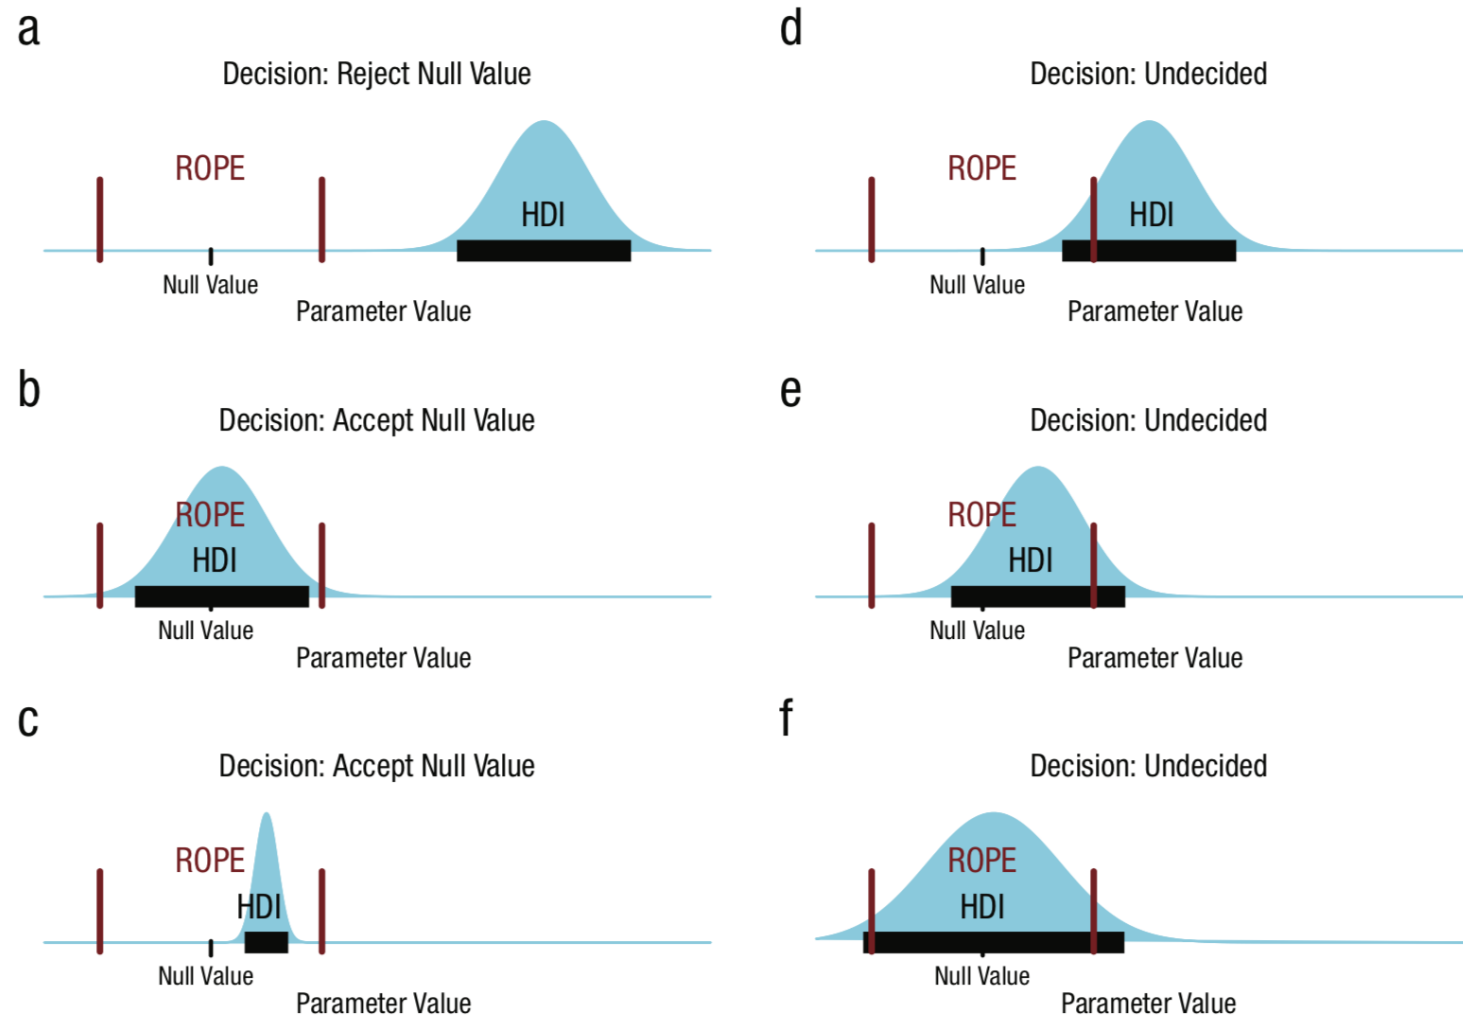 a
Decision: Reject Null Value
ROPE
HDI
Null Value
Parameter Value
b
Decision: Accept Null Value
ROPE
HDI
Null Value
Parameter Value
c
Decision: Accept Null Value
ROPE
HDI
Null Value
Parameter Value
d
Decision: Undecided
ROPE
HDI
Null Value
Parameter Value
e
Decision: Undecided
ROPE
HDI
Null Value
Parameter Value
f
Decision: Undecided
ROPE
HDI
Null Value
Parameter Value